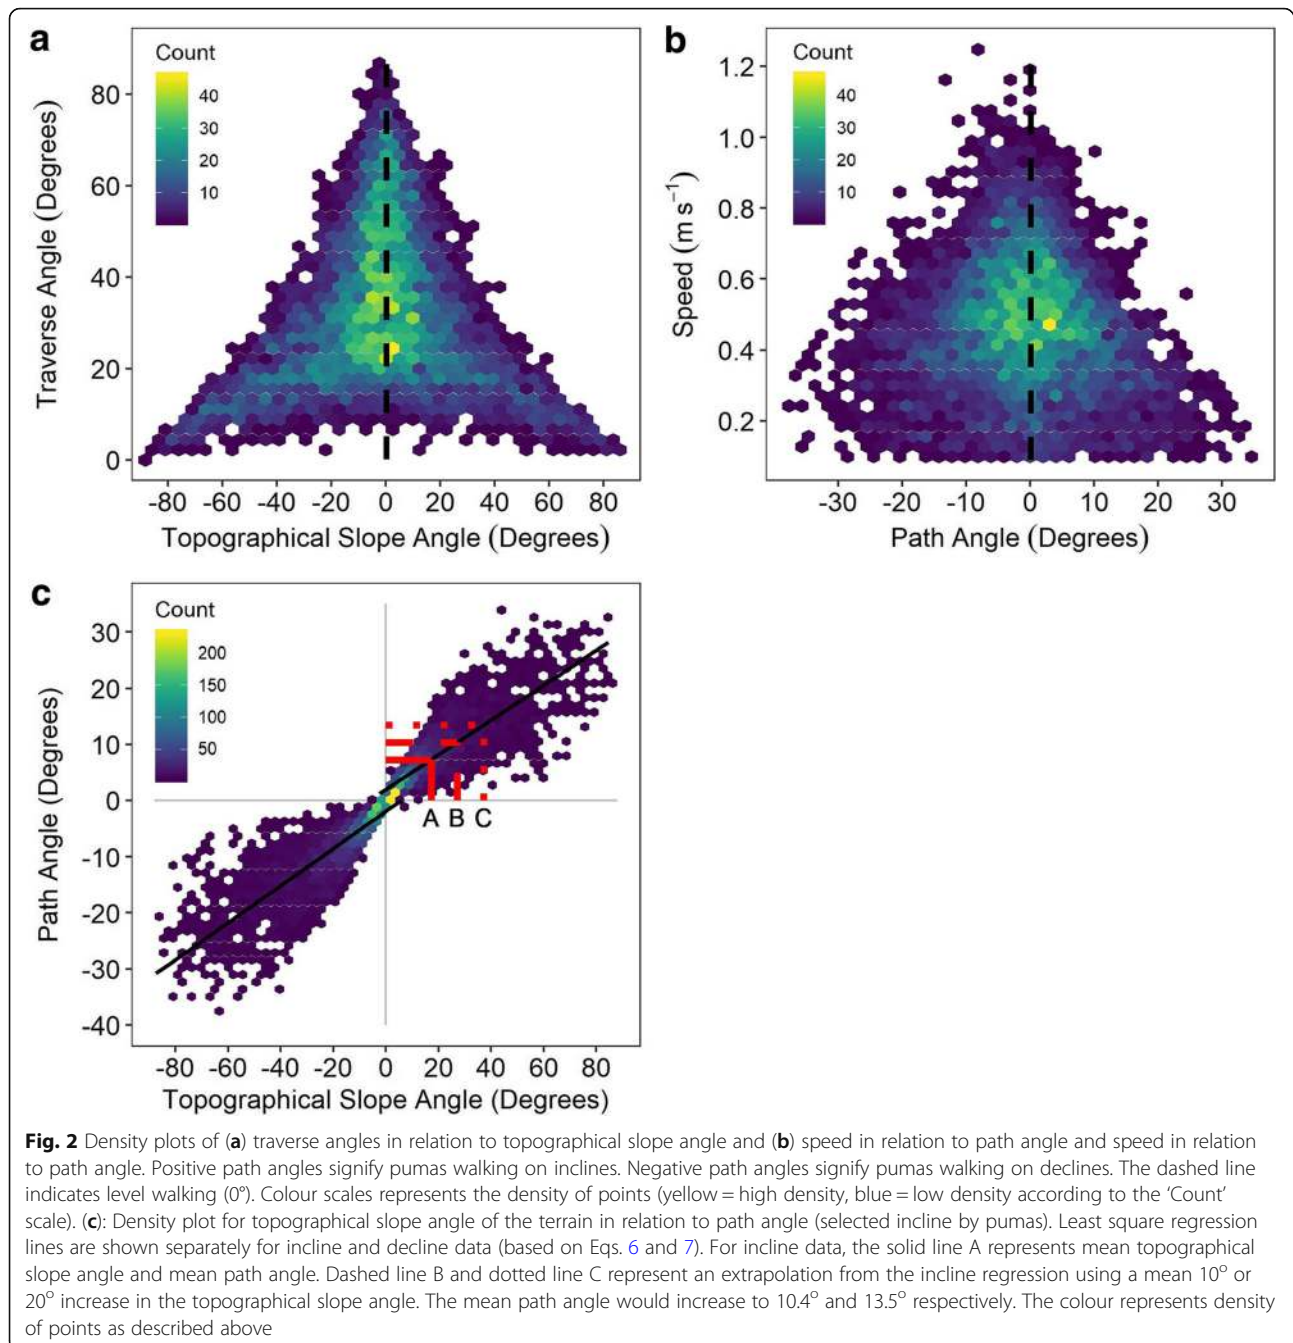 a
Count
40
30
20
10
80
60
40
20
0
Traverse Angle (Degrees)
-80 -60 -40 -20 0 20 40 60 80
Topographical Slope Angle (Degrees)
b
Count
40
30
20
10
1.2
1.0
0.8
0.6
0.4
0.2
Speed (m s⁻¹)
-30 -20 -10 0 10 20 30
Path Angle (Degrees)
c
Count
200
150
100
50
30
20
10
0
-10
-20
-30
-40
Path Angle (Degrees)
A B C
-80 -60 -40 -20 0 20 40 60 80
Topographical Slope Angle (Degrees)
Fig. 2 Density plots of (a) traverse angles in relation to topographical slope angle and (b) speed in relation to path angle and speed in relation
to path angle. Positive path angles signify pumas walking on inclines. Negative path angles signify pumas walking on declines. The dashed line
indicates level walking (0°). Colour scales represents the density of points (yellow = high density, blue = low density according to the ‘Count’
scale). (c): Density plot for topographical slope angle of the terrain in relation to path angle (selected incline by pumas). Least square regression
lines are shown separately for incline and decline data (based on Eqs. 6 and 7). For incline data, the solid line A represents mean topographical
slope angle and mean path angle. Dashed line B and dotted line C represent an extrapolation from the incline regression using a mean 10° or
20° increase in the topographical slope angle. The mean path angle would increase to 10.4° and 13.5° respectively. The colour represents density
of points as described above